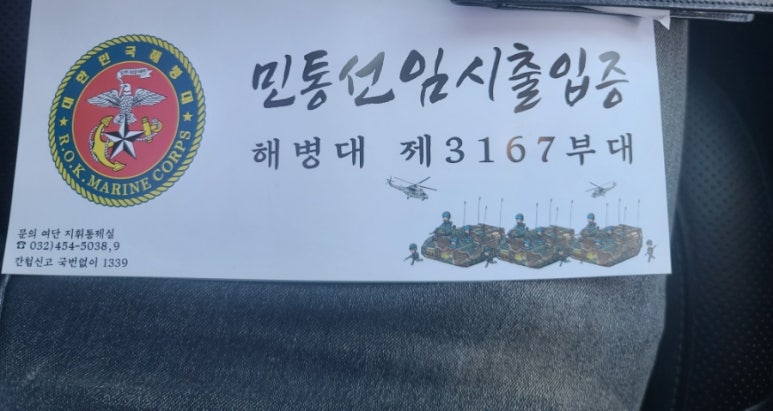 대한민국해병대
R.O.K. MARINE CORPS
민통선임시출입증
해병대 제3167부대
문의 여단 지휘통제실
☎ 032)454-5038,9
간첩신고 국번없이 1339